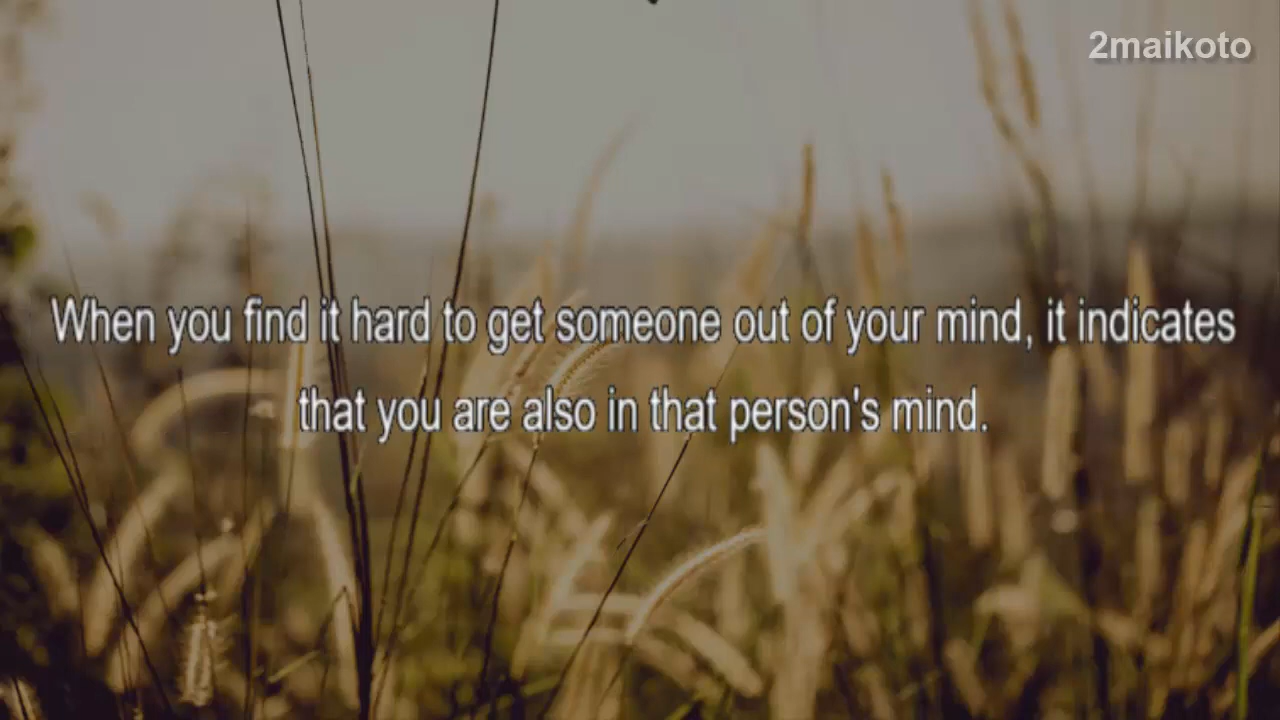 2maikoto
When you find it hard to get someone out of your mind, it indicates
that you are also in that person's mind.